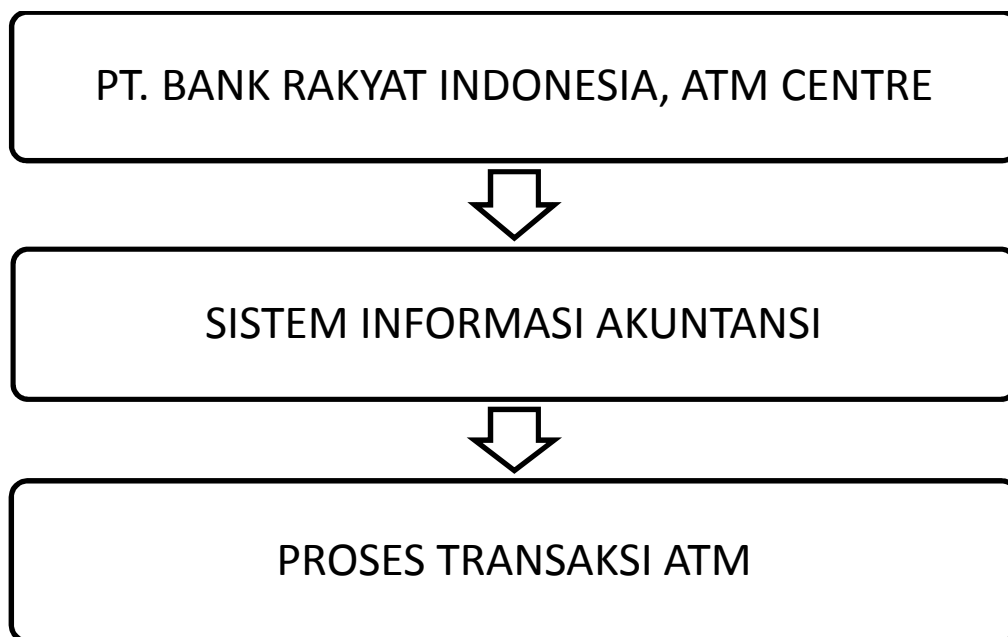 PT. BANK RAKYAT INDONESIA, ATM CENTRE
SISTEM INFORMASI AKUNTANSI
PROSES TRANSAKSI ATM